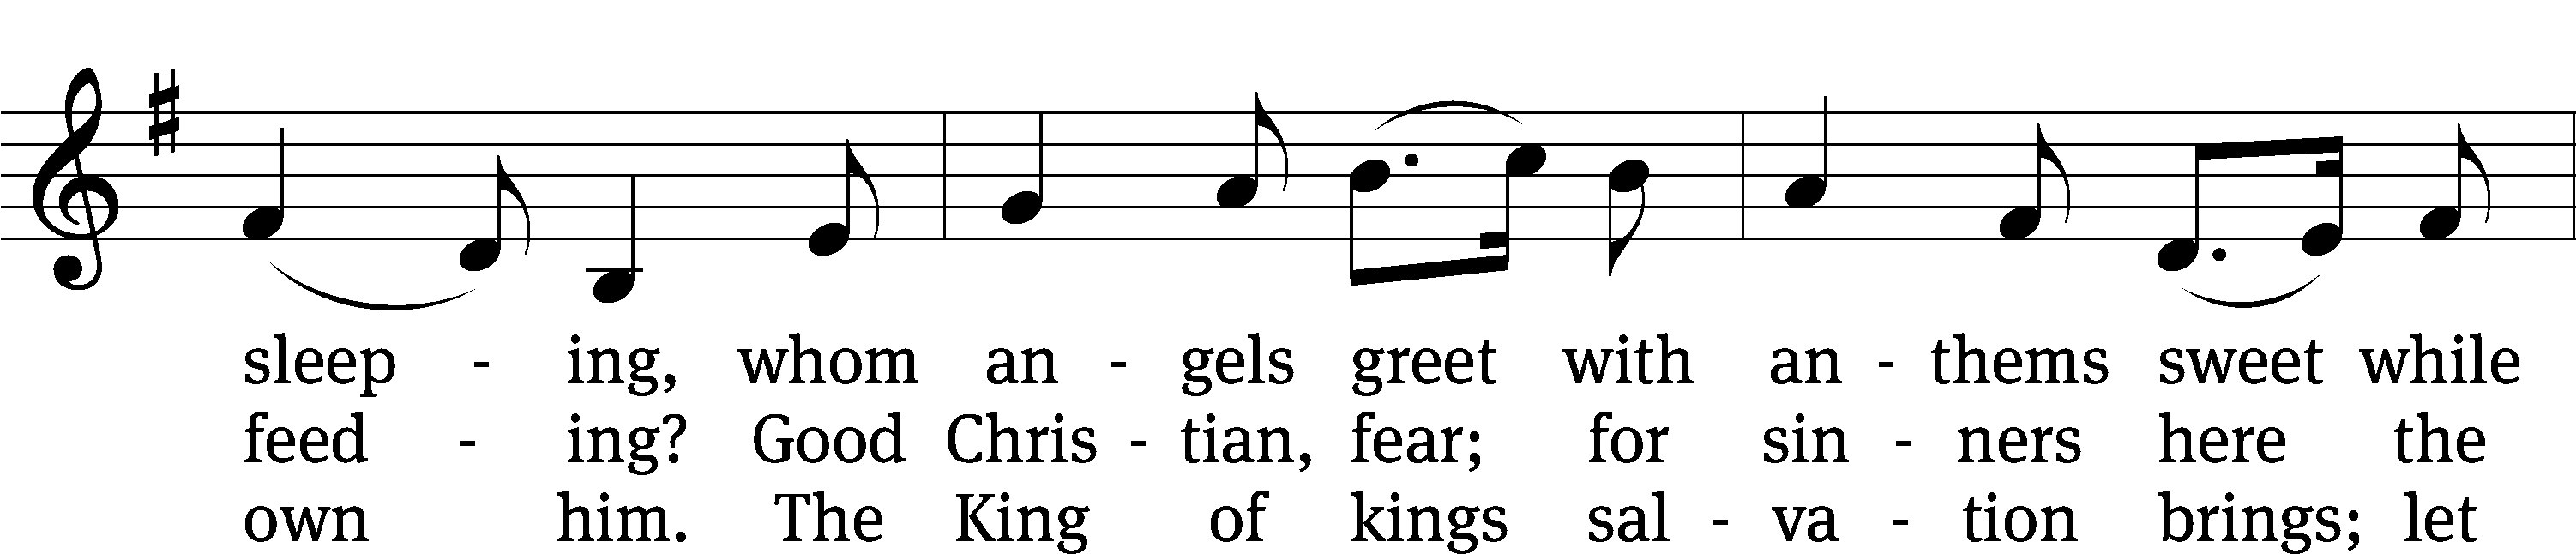 sleep - ing, whom an - gels greet with an - thems sweet while
feed - ing? Good Chris - tian, fear; for sin - ners here the
own him. The King of kings sal - va - tion brings; let